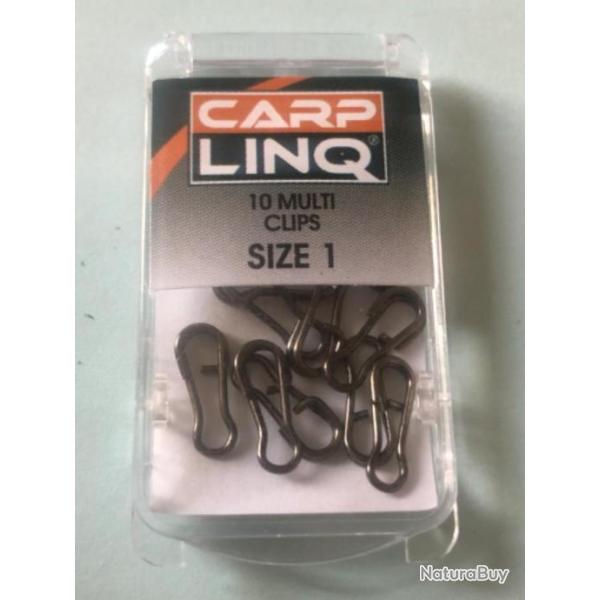 CARP
LINQ®
10 MULTI
CLIPS
SIZE 1
NaturaBuy